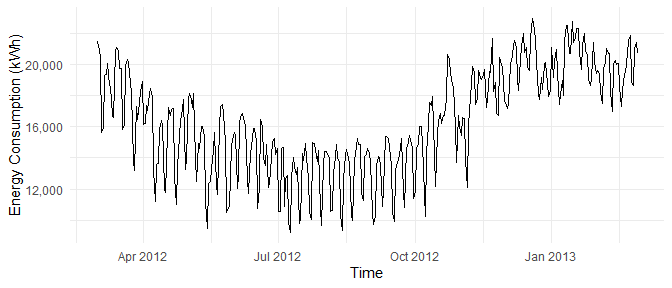 Energy Consumption (kWh)
20,000
16,000
12,000
Apr 2012
Jul 2012
Oct 2012
Jan 2013
Time